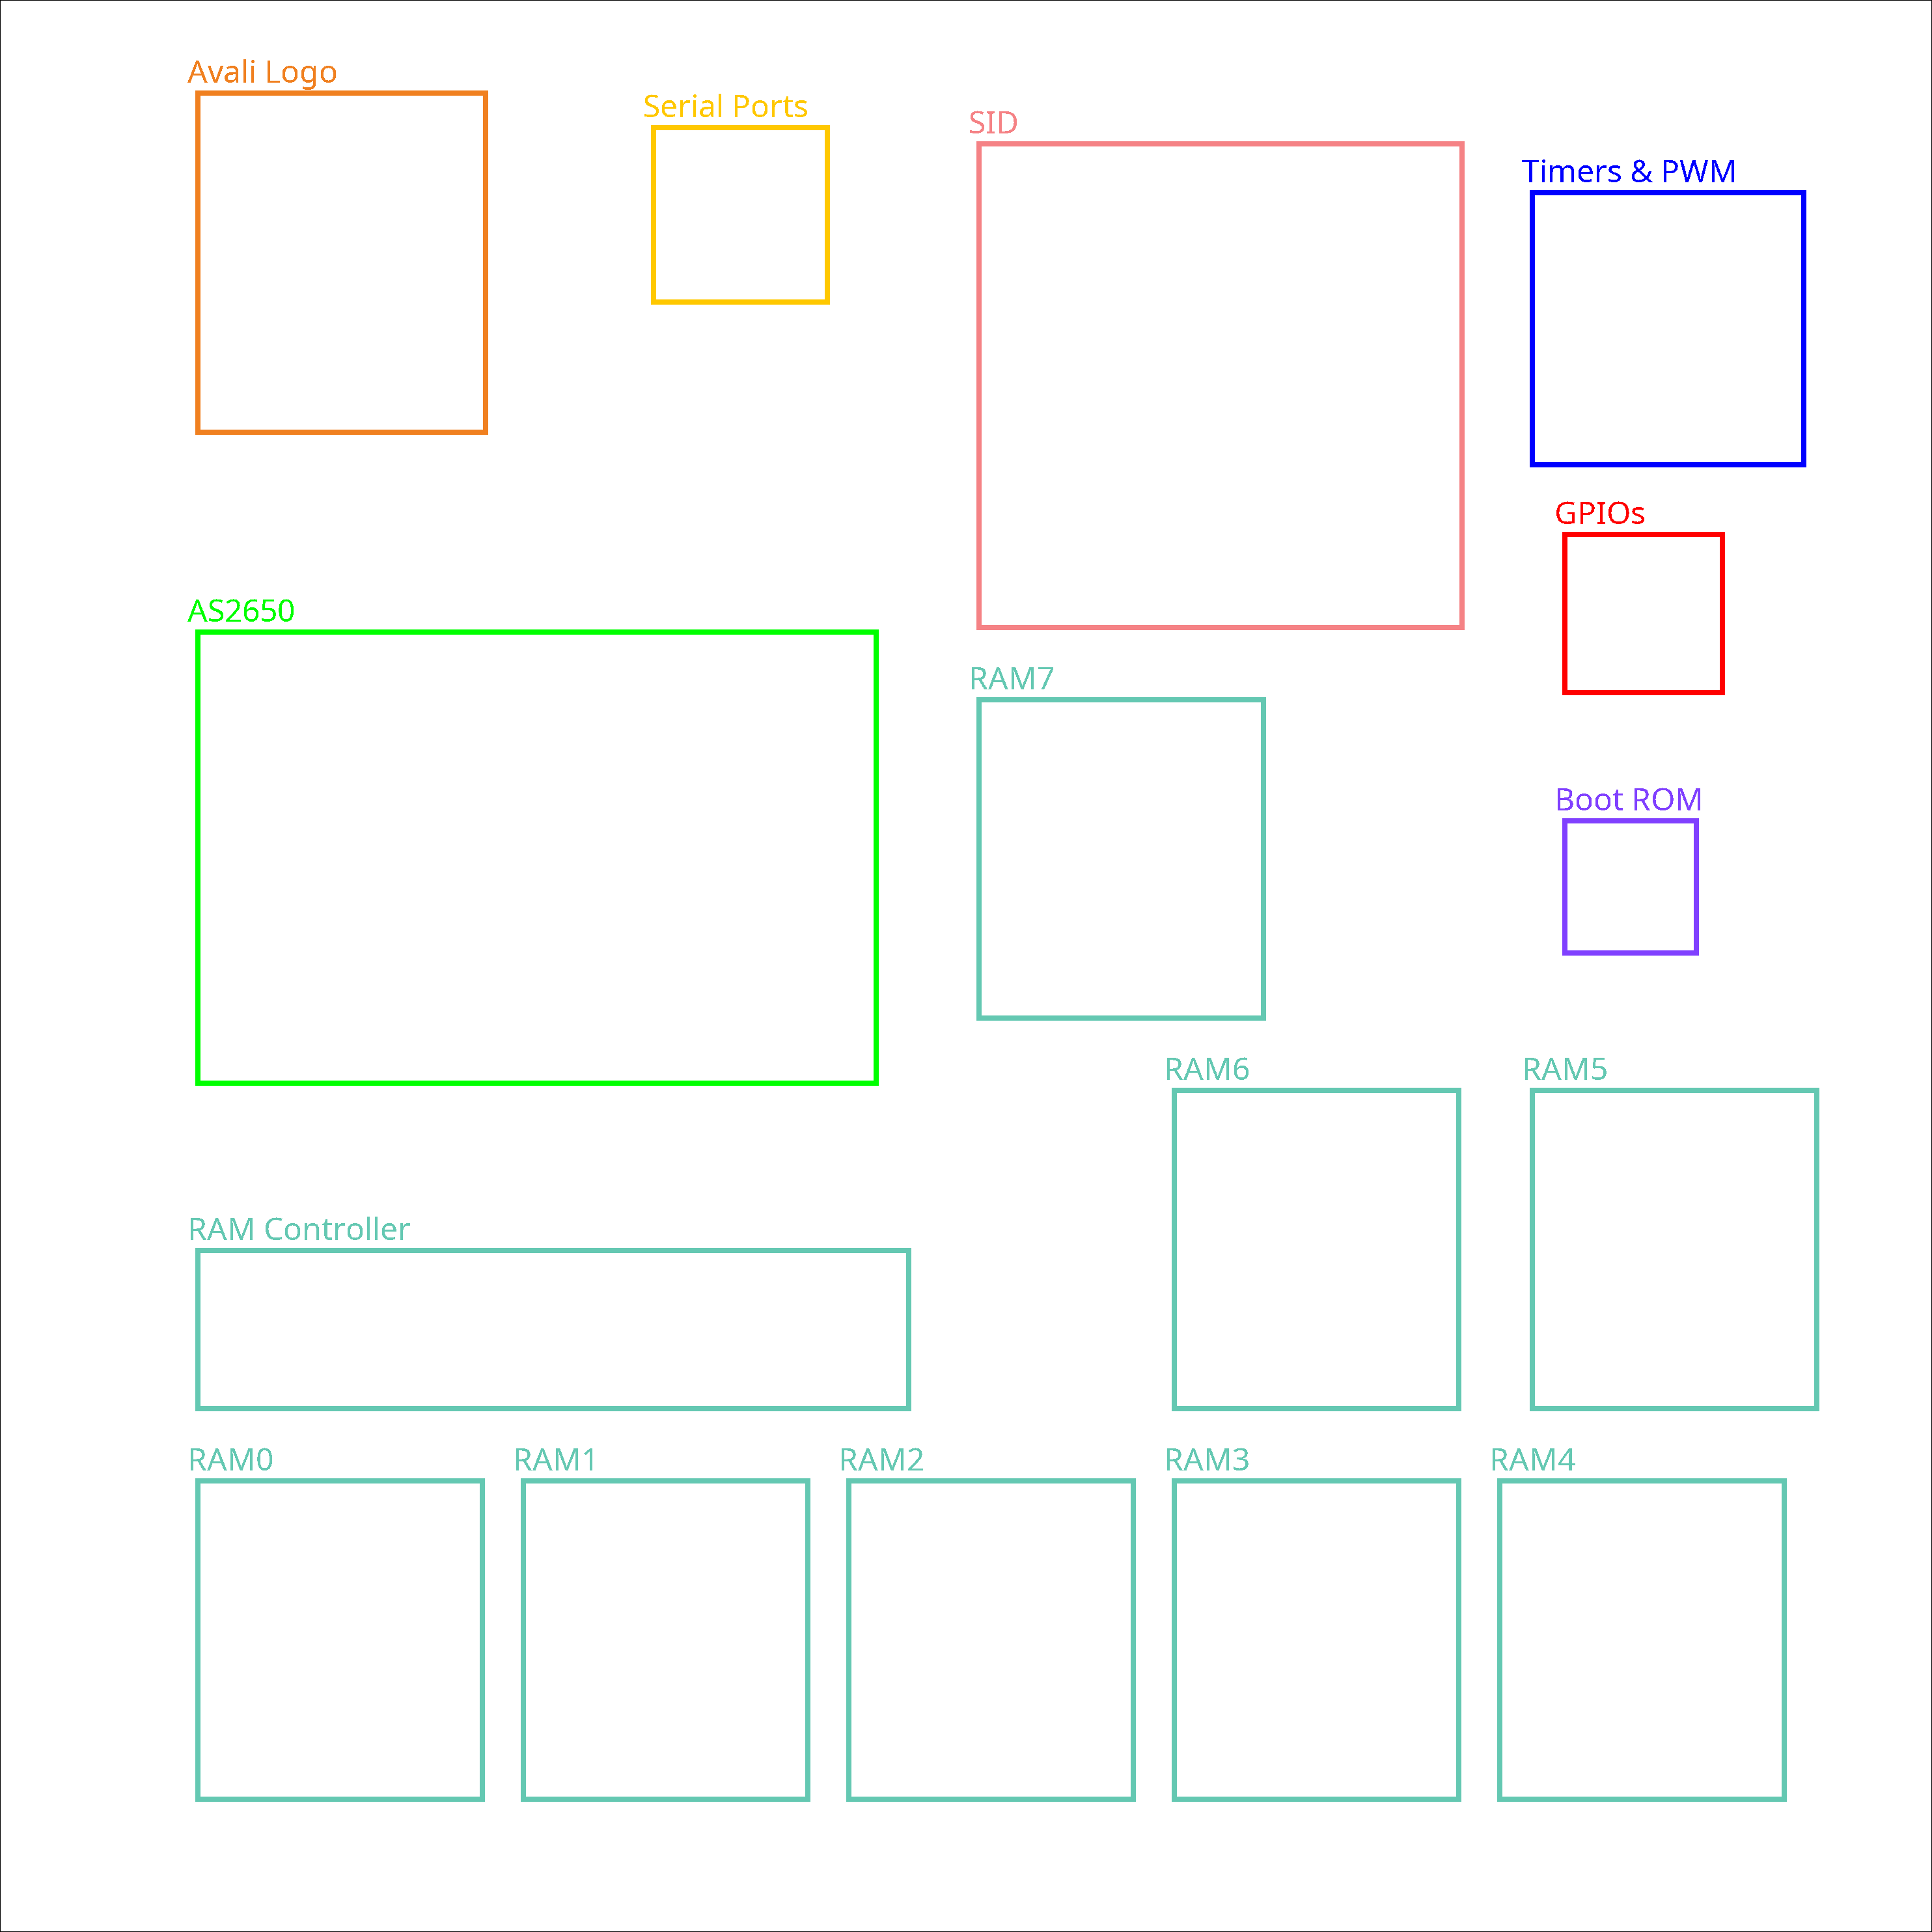 Avali Logo
Serial Ports
SID
Timers & PWM
GPIOs
AS2650
RAM7
Boot ROM
RAM6
RAM5
RAM Controller
RAM0
RAM1
RAM2
RAM3
RAM4